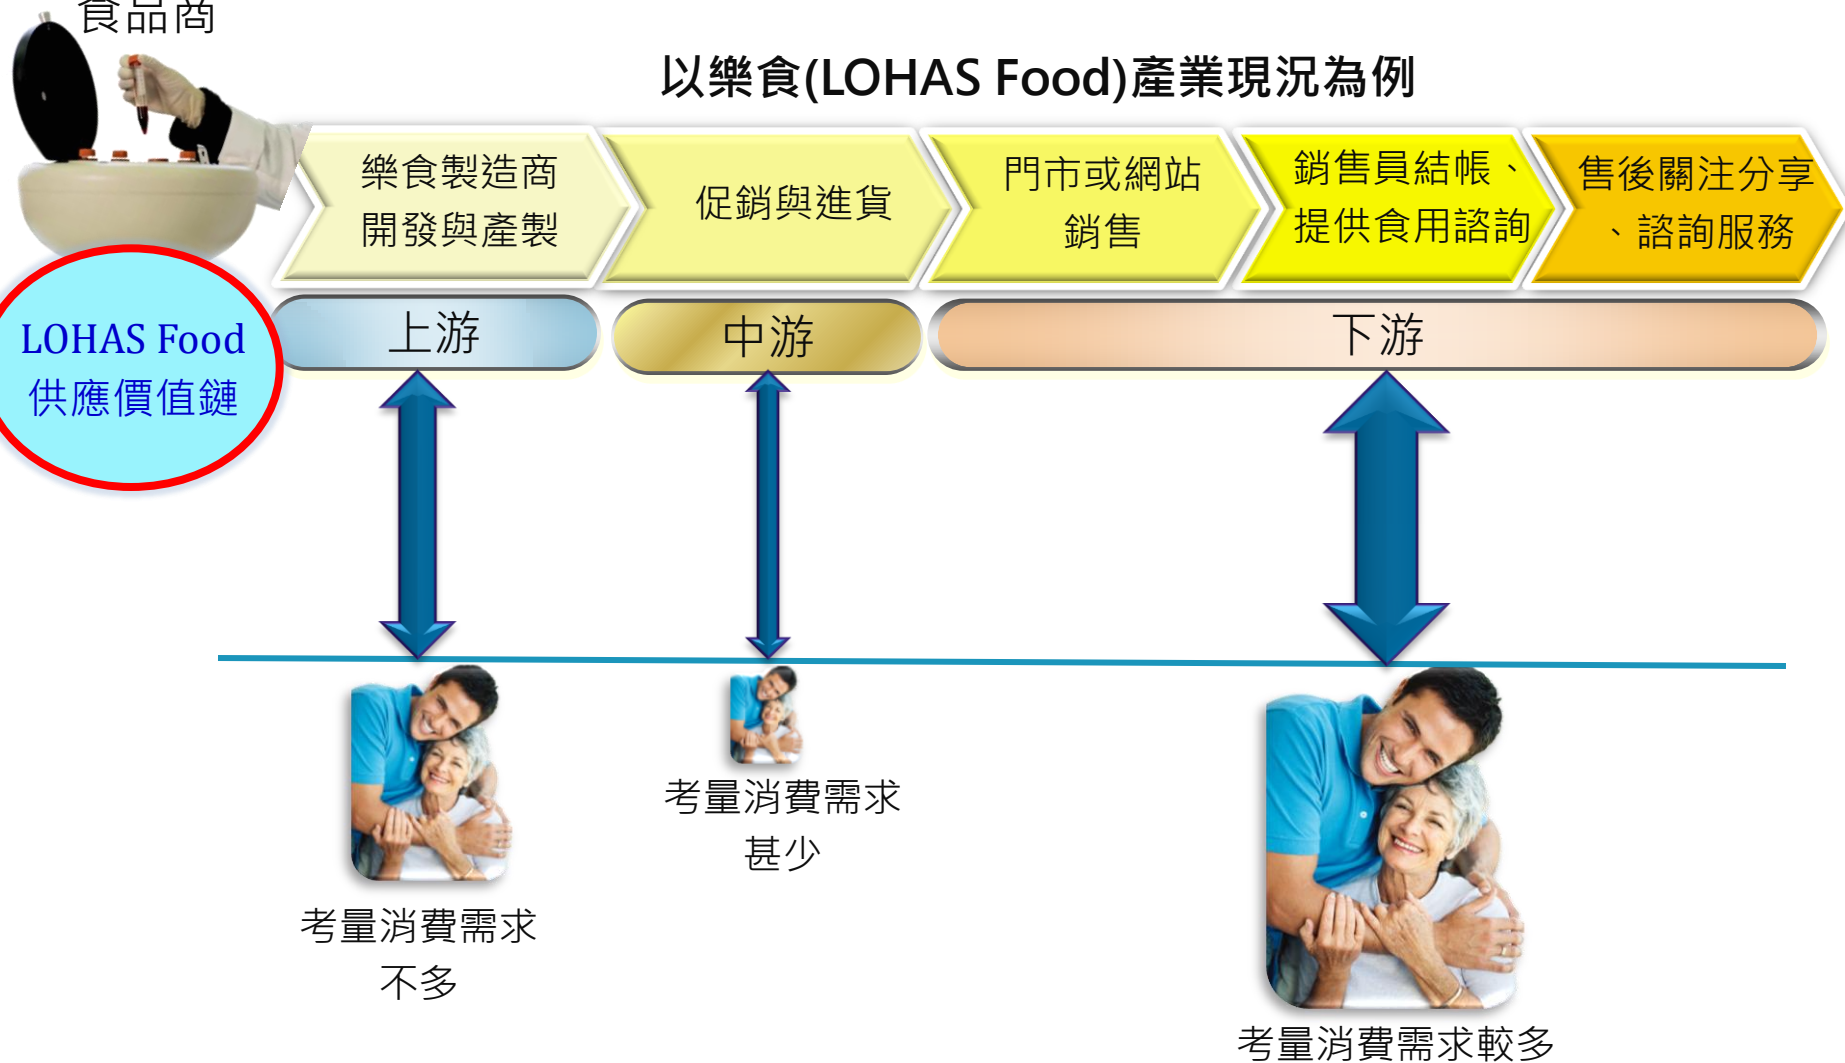 食品商
以樂食(LOHAS Food)產業現況為例
樂食製造商
開發與產製
促銷與進貨
門市或網站
銷售
銷售員結帳、
提供食用諮詢
售後關注分享
、諮詢服務
上游
中游
下游
LOHAS Food
供應價值鏈
考量消費需求
不多
考量消費需求
甚少
考量消費需求較多